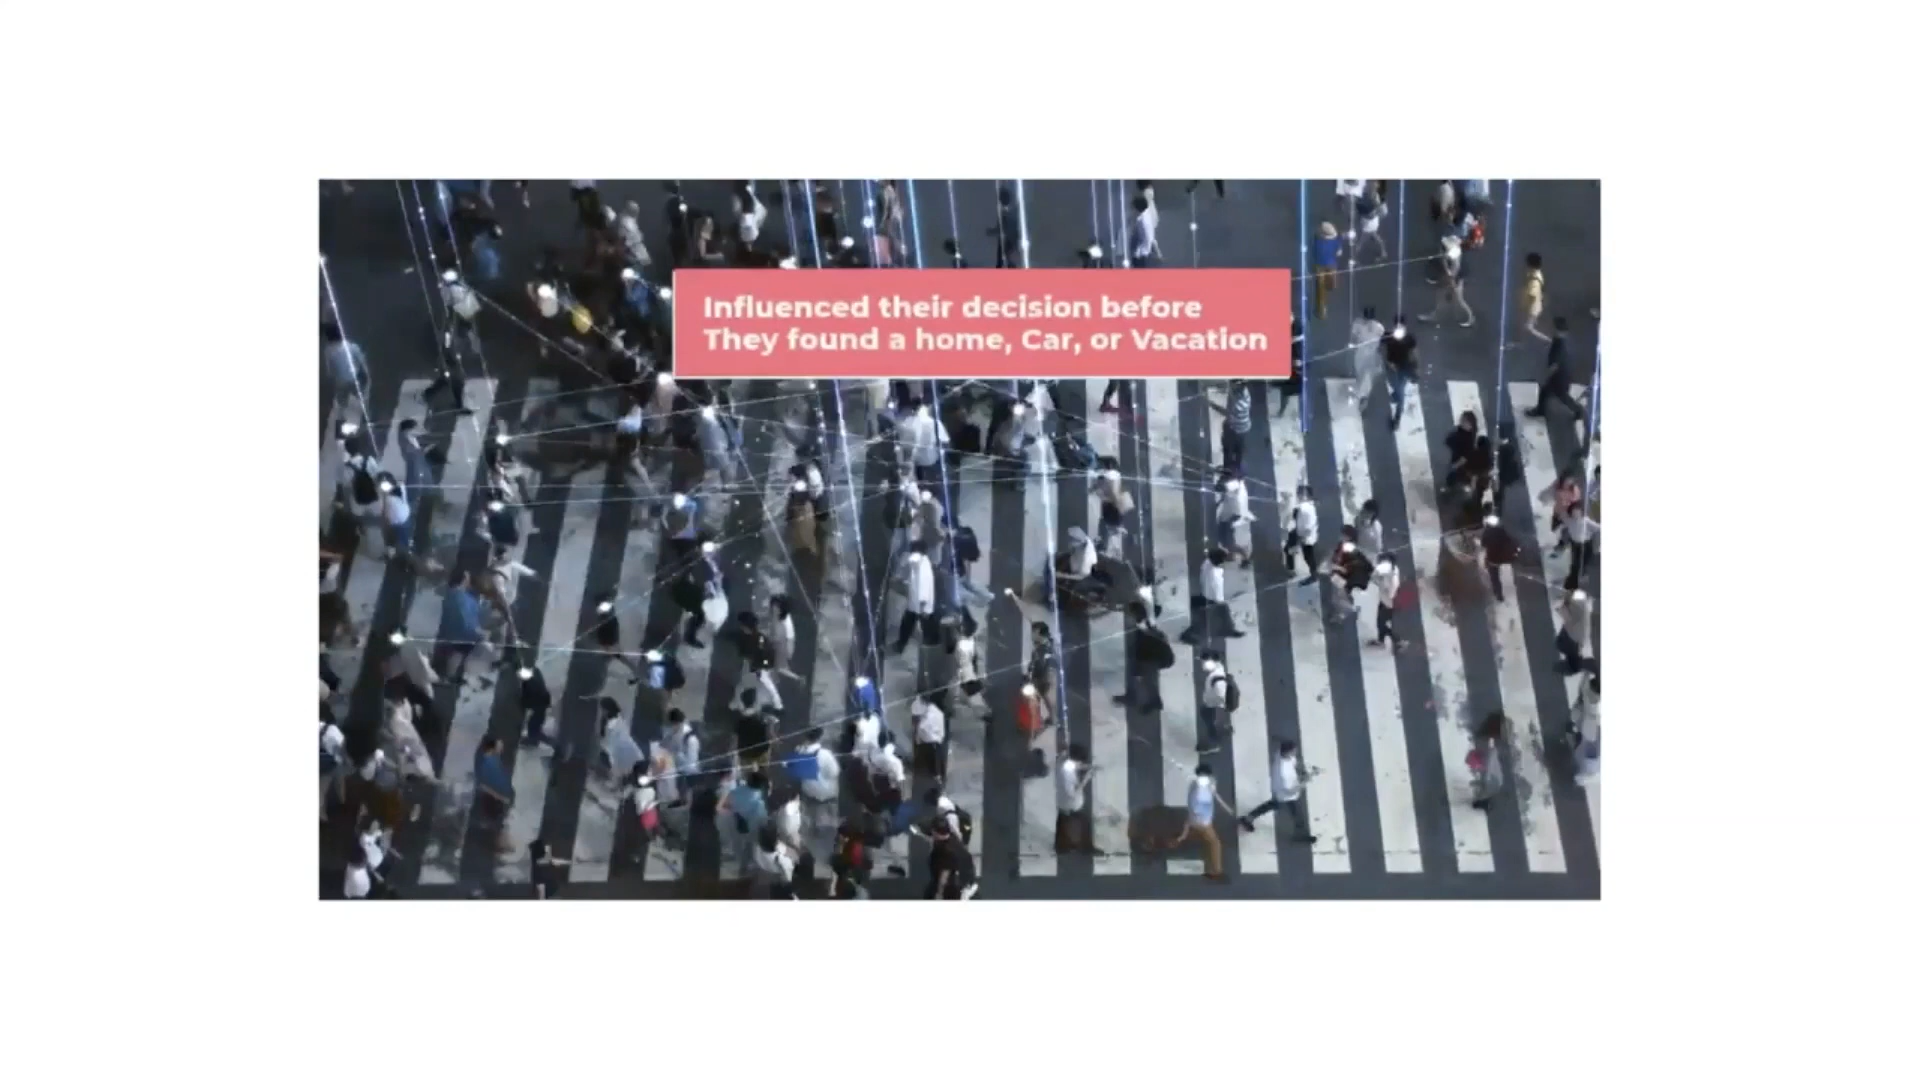 Influenced their decision before
They found a home, Car, or Vacation